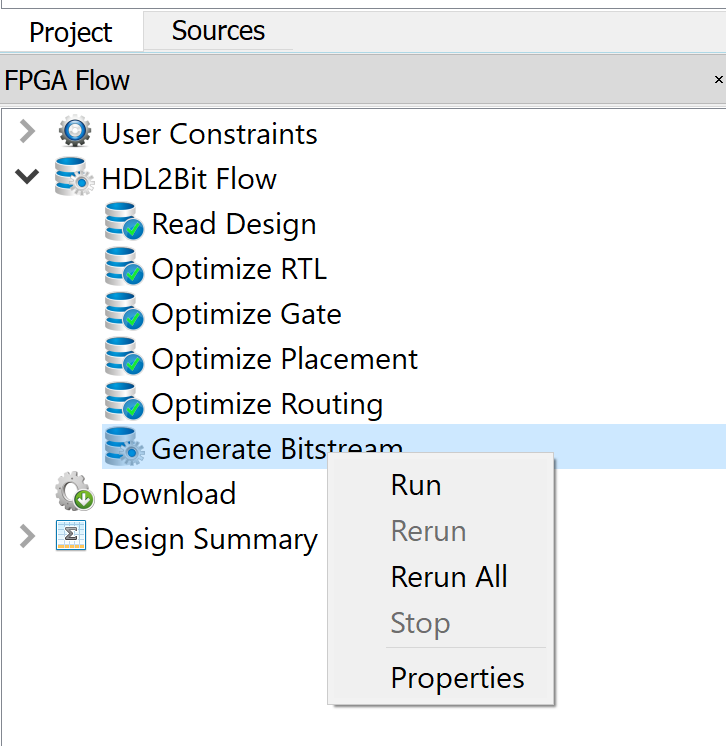 Project Sources
FPGA Flow ×
User Constraints
HDL2Bit Flow
Read Design
Optimize RTL
Optimize Gate
Optimize Placement
Optimize Routing
Generate Bitstream
Download
Σ Design Summary
Run
Rerun
Rerun All
Stop
Properties